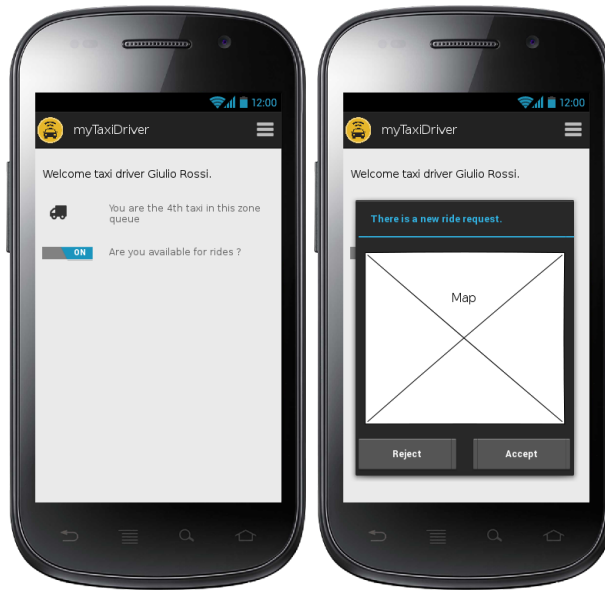 12:00
myTaxiDriver
Welcome taxi driver Giulio Rossi.
You are the 4th taxi in this zone
queue
ON
Are you available for rides ?
12:00
myTaxiDriver
Welcome taxi driver Giulio Rossi.
There is a new ride request.
Map
Reject
Accept